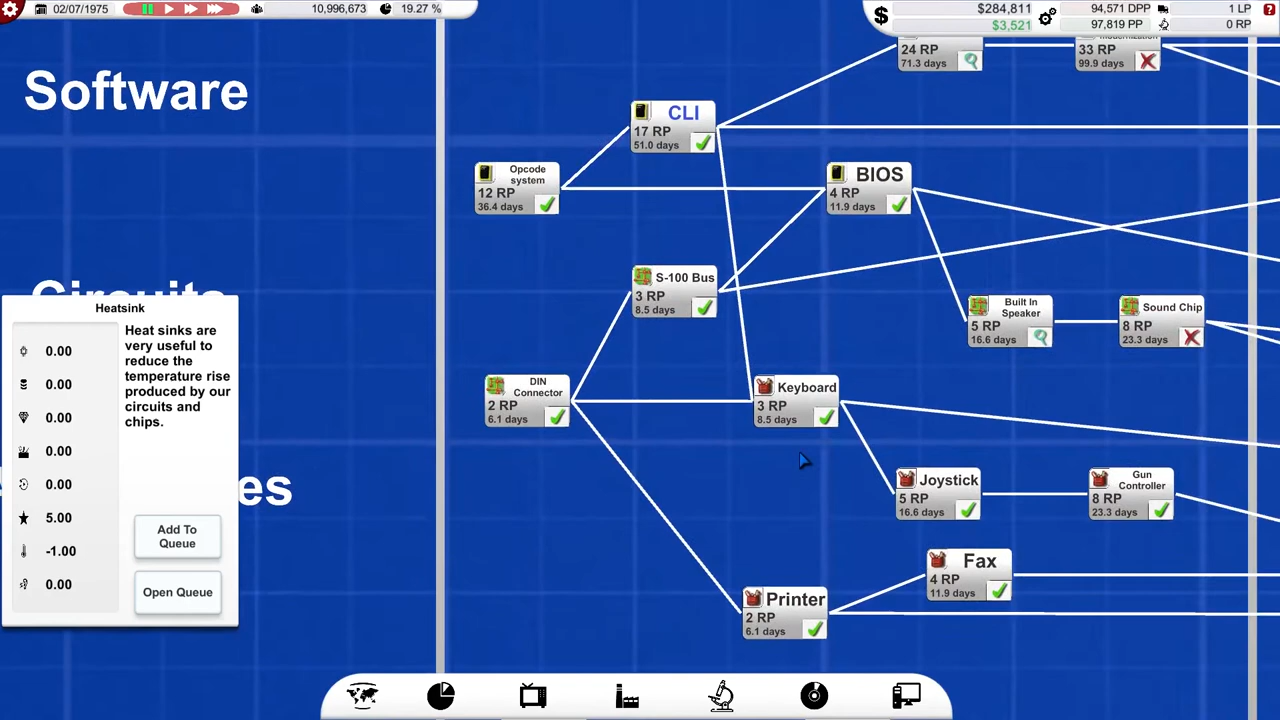 02/07/1975
10,996,673
19.27 %
$284,811
$3,521
94,571 DPP
97,819 PP
1 LP
0 RP
?
Software
24 RP
71.3 days
33 RP
99.9 days
CLI
17 RP
51.0 days
Opcode
system
12 RP
36.4 days
BIOS
4 RP
11.9 days
S-100 Bus
3 RP
8.5 days
Built In
Speaker
5 RP
16.6 days
Sound Chip
8 RP
23.3 days
Circuits
Heatsink
0.00
0.00
0.00
0.00
0.00
5.00
-1.00
0.00
Heat sinks are
very useful to
reduce the
temperature rise
produced by our
circuits and
chips.
Add To
Queue
Open Queue
DIN
Connector
2 RP
6.1 days
Keyboard
3 RP
8.5 days
es
Joystick
5 RP
16.6 days
Gun
Controller
8 RP
23.3 days
Fax
4 RP
11.9 days
Printer
2 RP
6.1 days